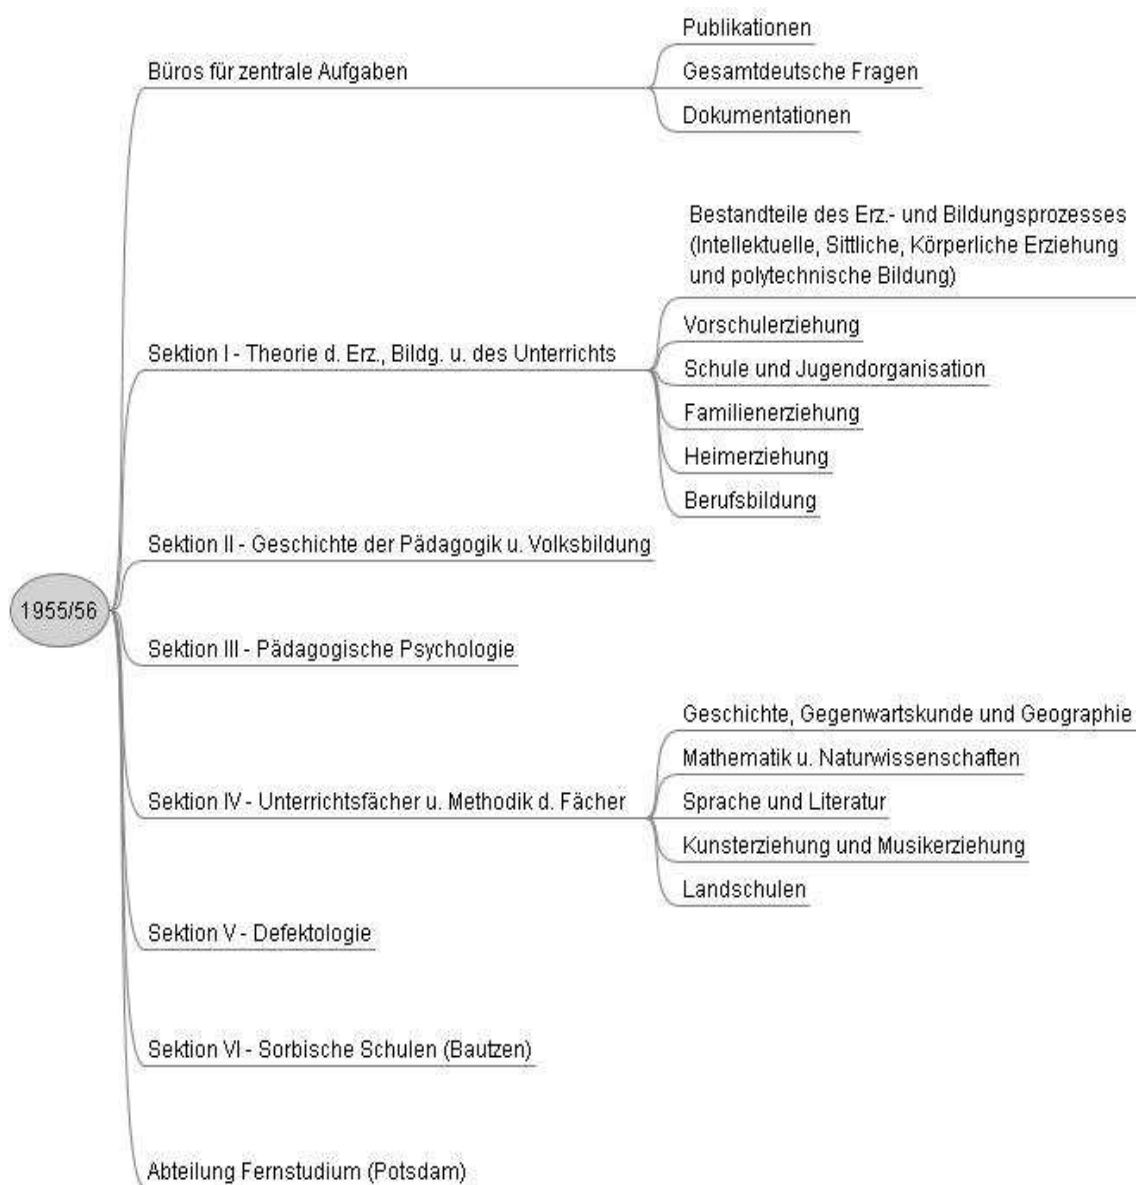 Publikationen
Büros für zentrale Aufgaben
Gesamtdeutsche Fragen
Dokumentationen
Bestandteile des Erz.- und Bildungsprozesses
(Intellektuelle, Sittliche, Körperliche Erziehung
und polytechnische Bildung)
Vorschulerziehung
Sektion I - Theorie d. Erz., Bildg. u. des Unterrichts
Schule und Jugendorganisation
Familienerziehung
Heimerziehung
Berufsbildung
Sektion II - Geschichte der Pädagogik u. Volksbildung
1955/56
Sektion III - Pädagogische Psychologie
Geschichte, Gegenwartskunde und Geographie
Mathematik u. Naturwissenschaften
Sektion IV - Unterrichtsfächer u. Methodik d. Fächer
Sprache und Literatur
Kunsterziehung und Musikerziehung
Landschulen
Sektion V - Defektologie
Sektion VI - Sorbische Schulen (Bautzen)
Abteilung Fernstudium (Potsdam)